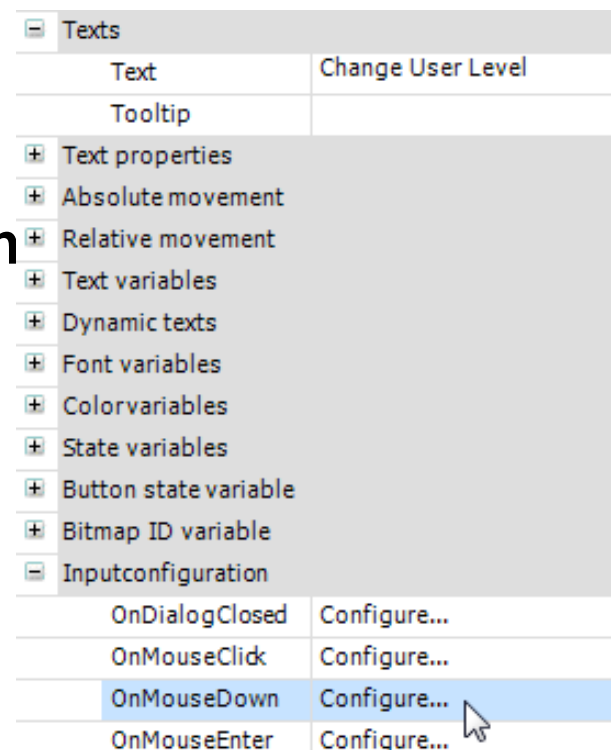 Texts
Text Change User Level
Tooltip
Text properties
Absolute movement
n
Relative movement
Text variables
Dynamic texts
Font variables
Colorvariables
State variables
Button state variable
Bitmap ID variable
Inputconfiguration
OnDialogClosed Configure...
OnMouseClick Configure...
OnMouseDown Configure...
OnMouseEnter Configure...